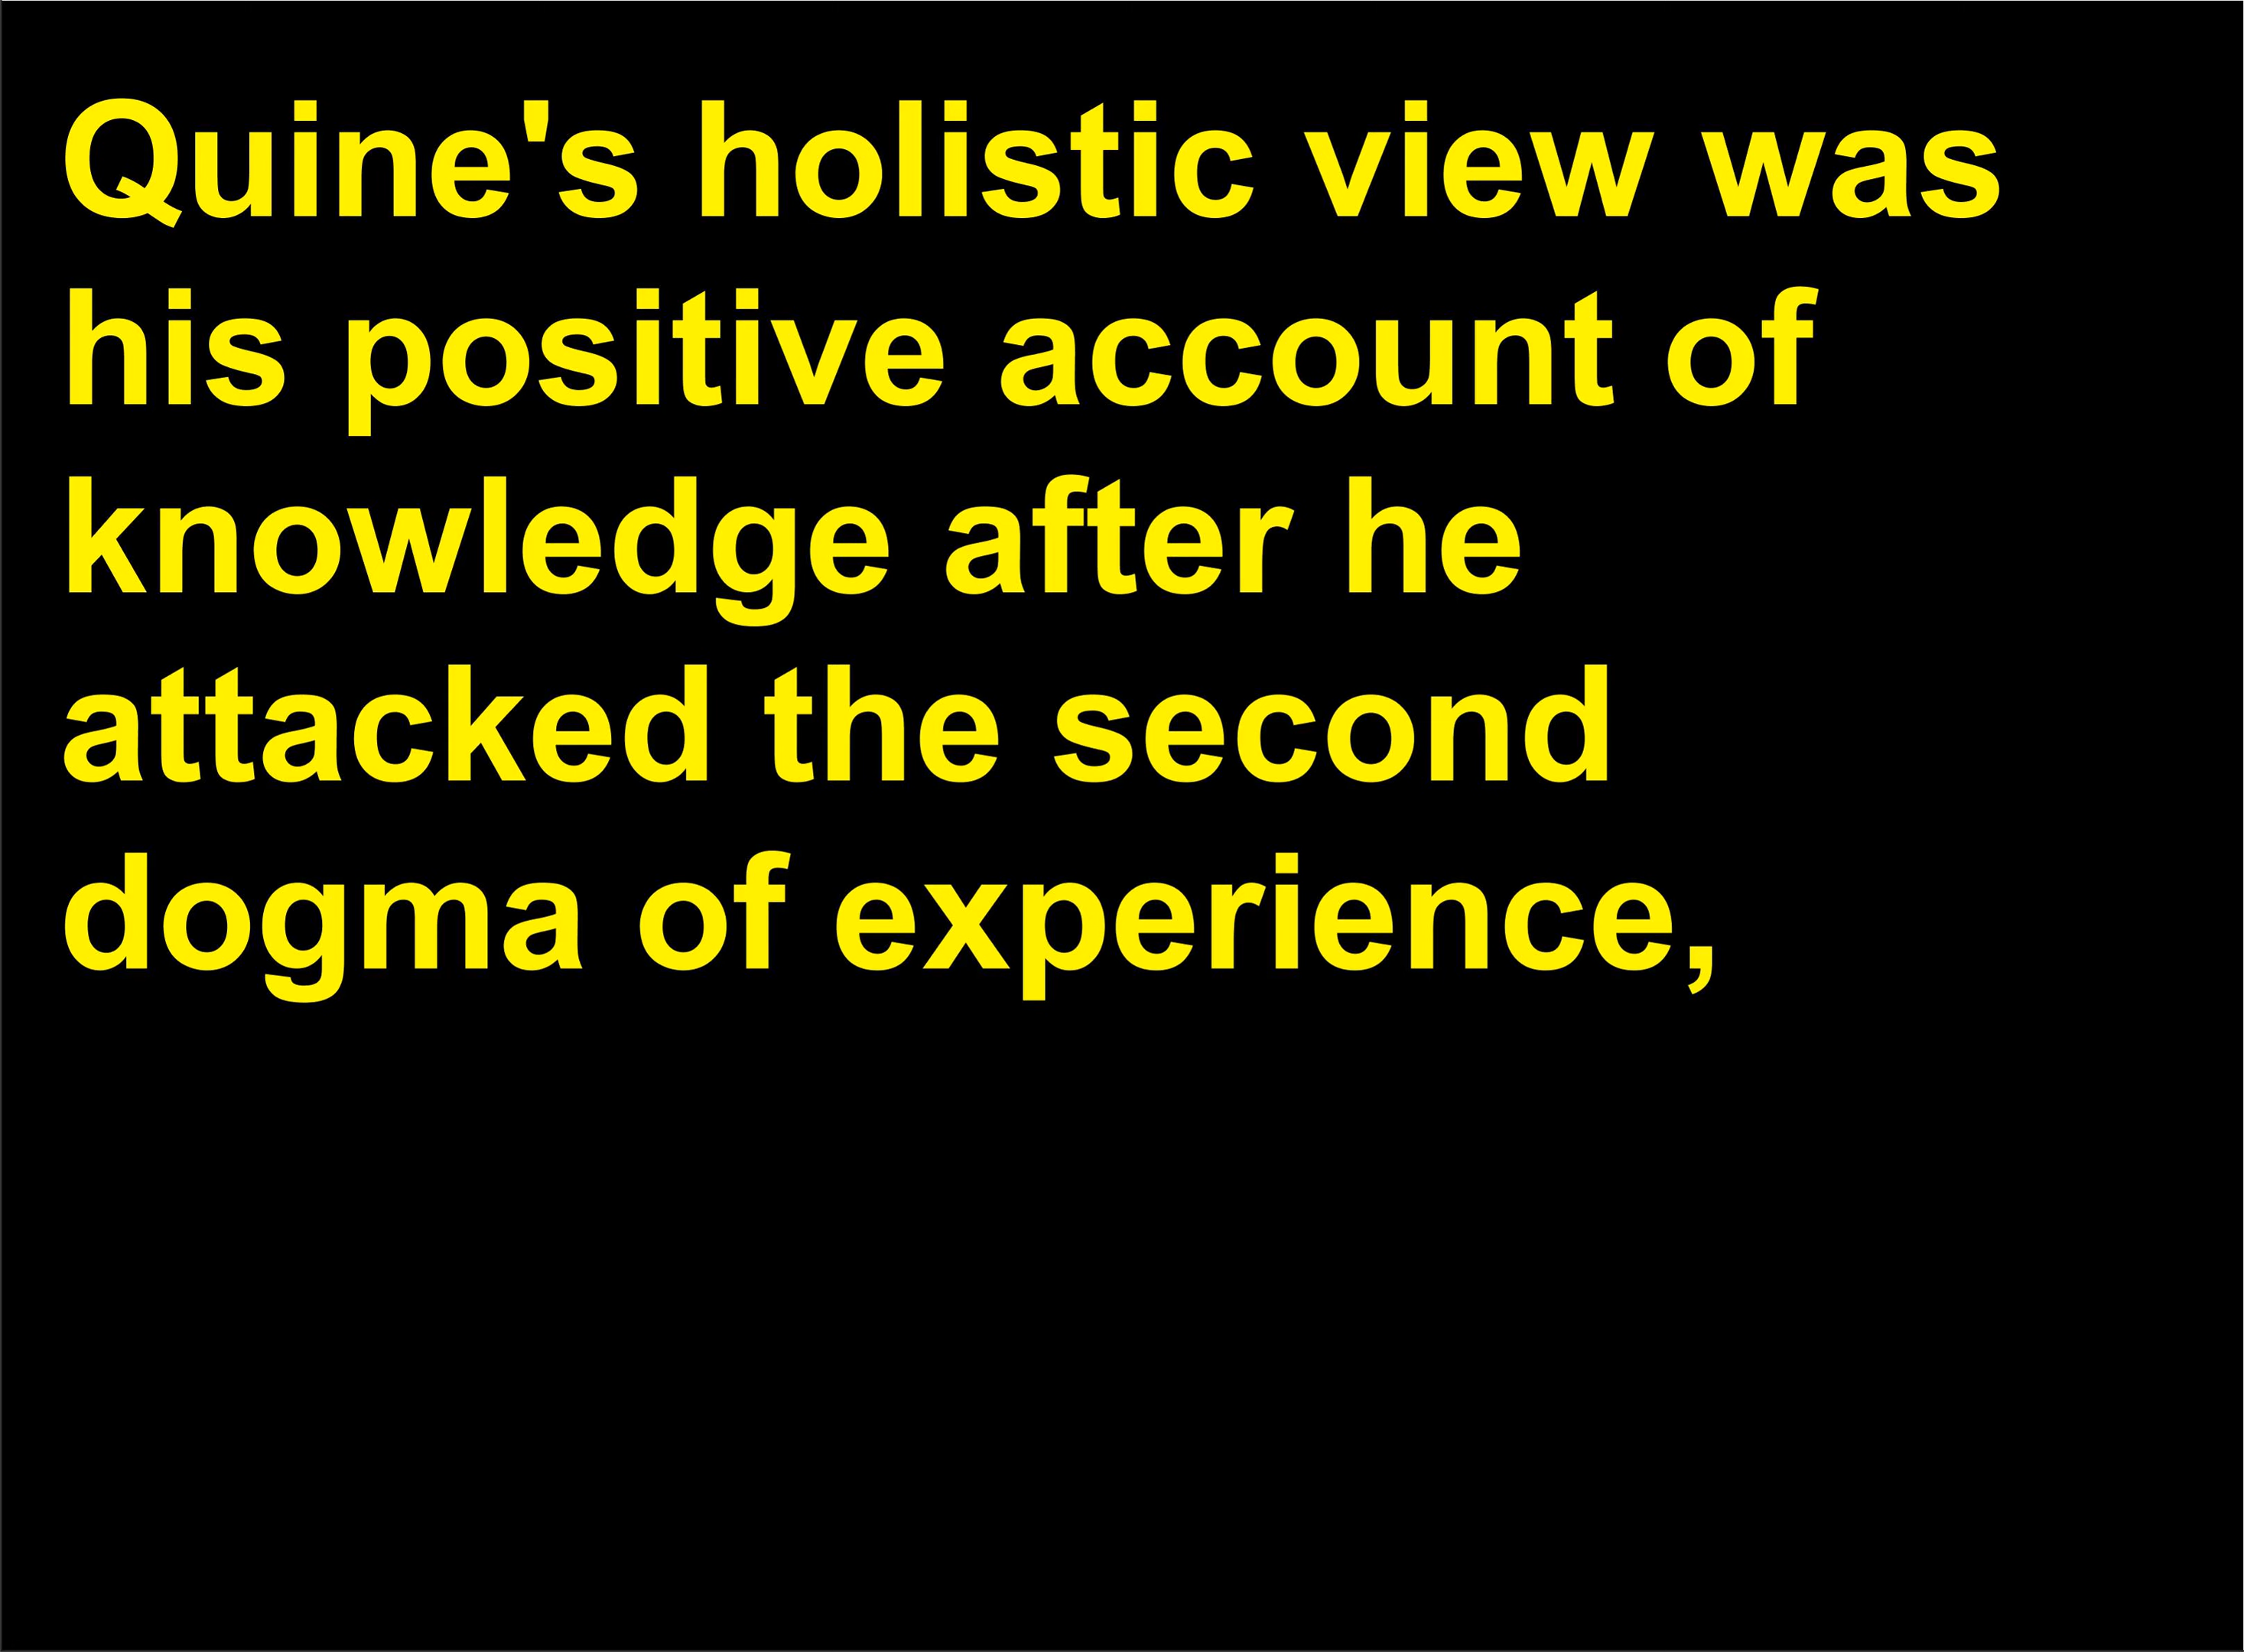 Quine's holistic view was
his positive account of
knowledge after he
attacked the second
dogma of experience,